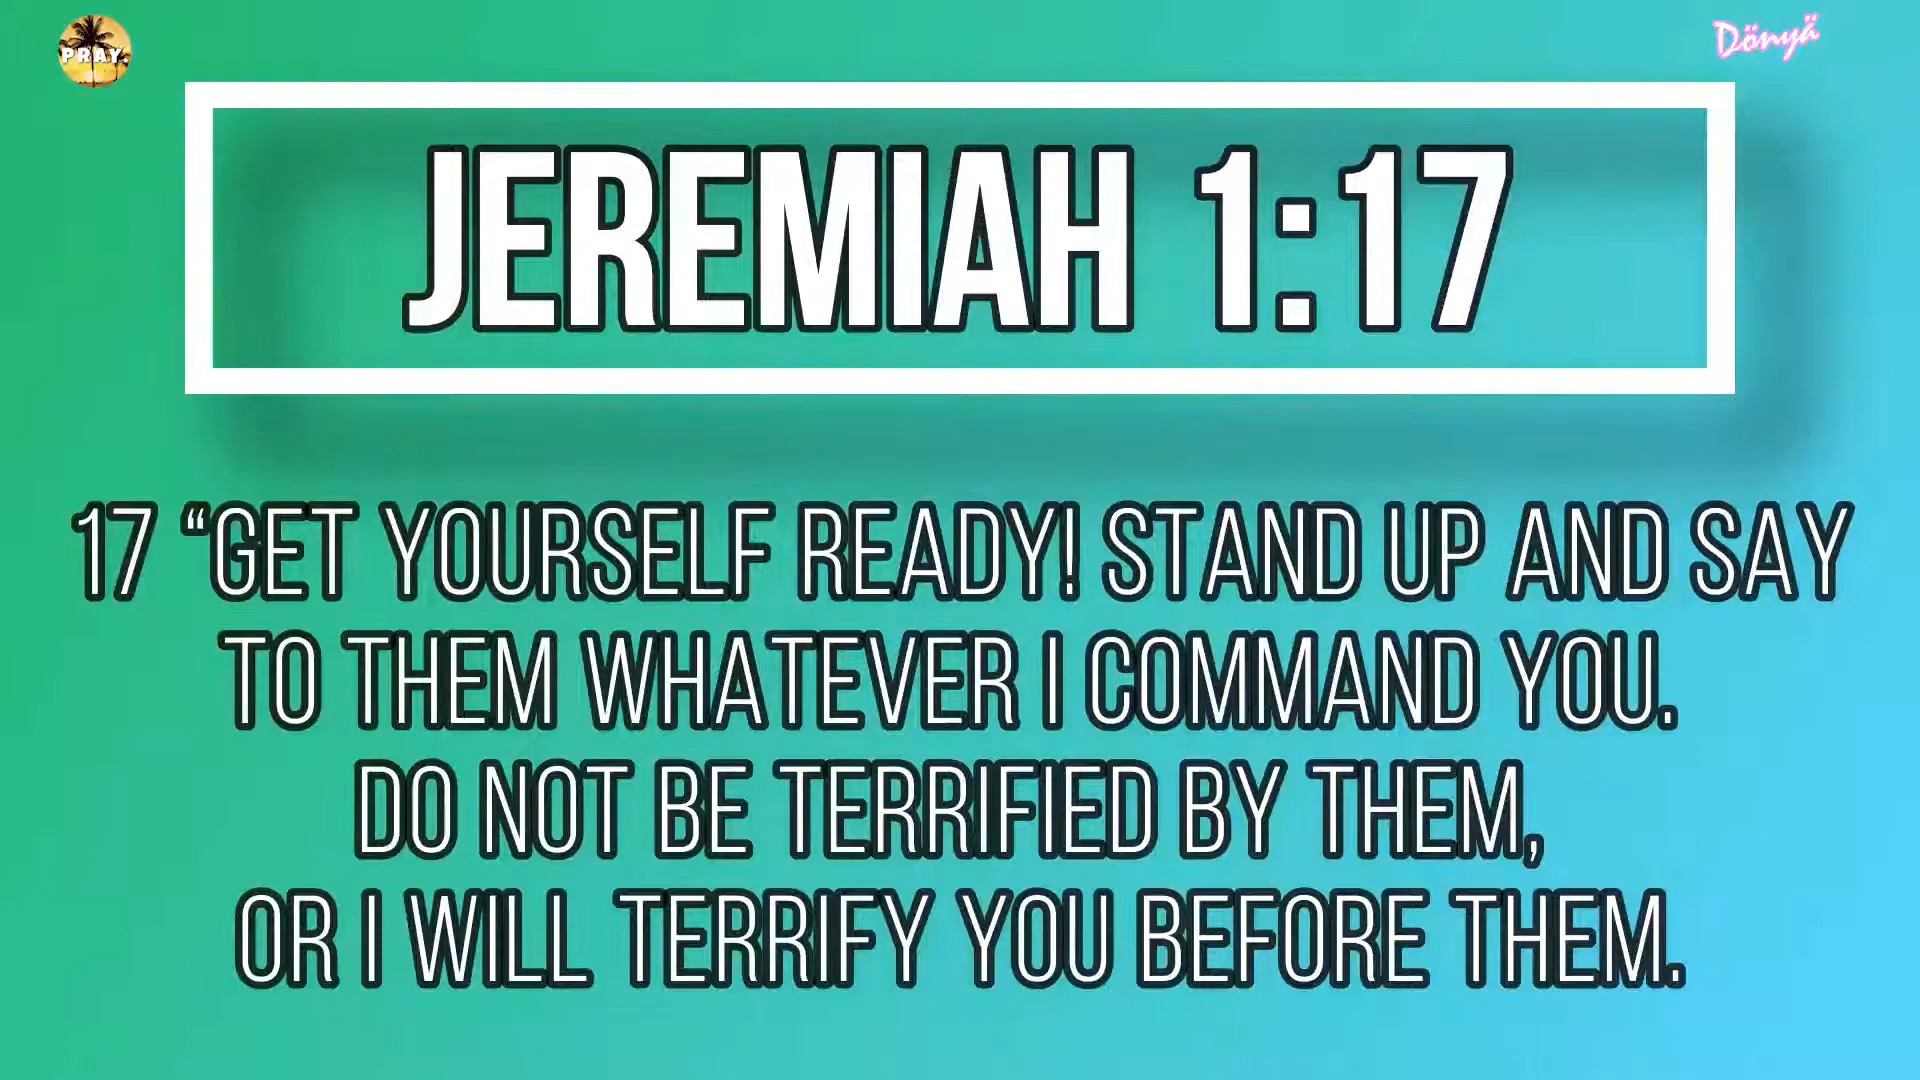 PRAY.
Dönyä
JEREMIAH 1:17
17 “GET YOURSELF READY! STAND UP AND SAY
TO THEM WHATEVER I COMMAND YOU.
DO NOT BE TERRIFIED BY THEM,
OR I WILL TERRIFY YOU BEFORE THEM.